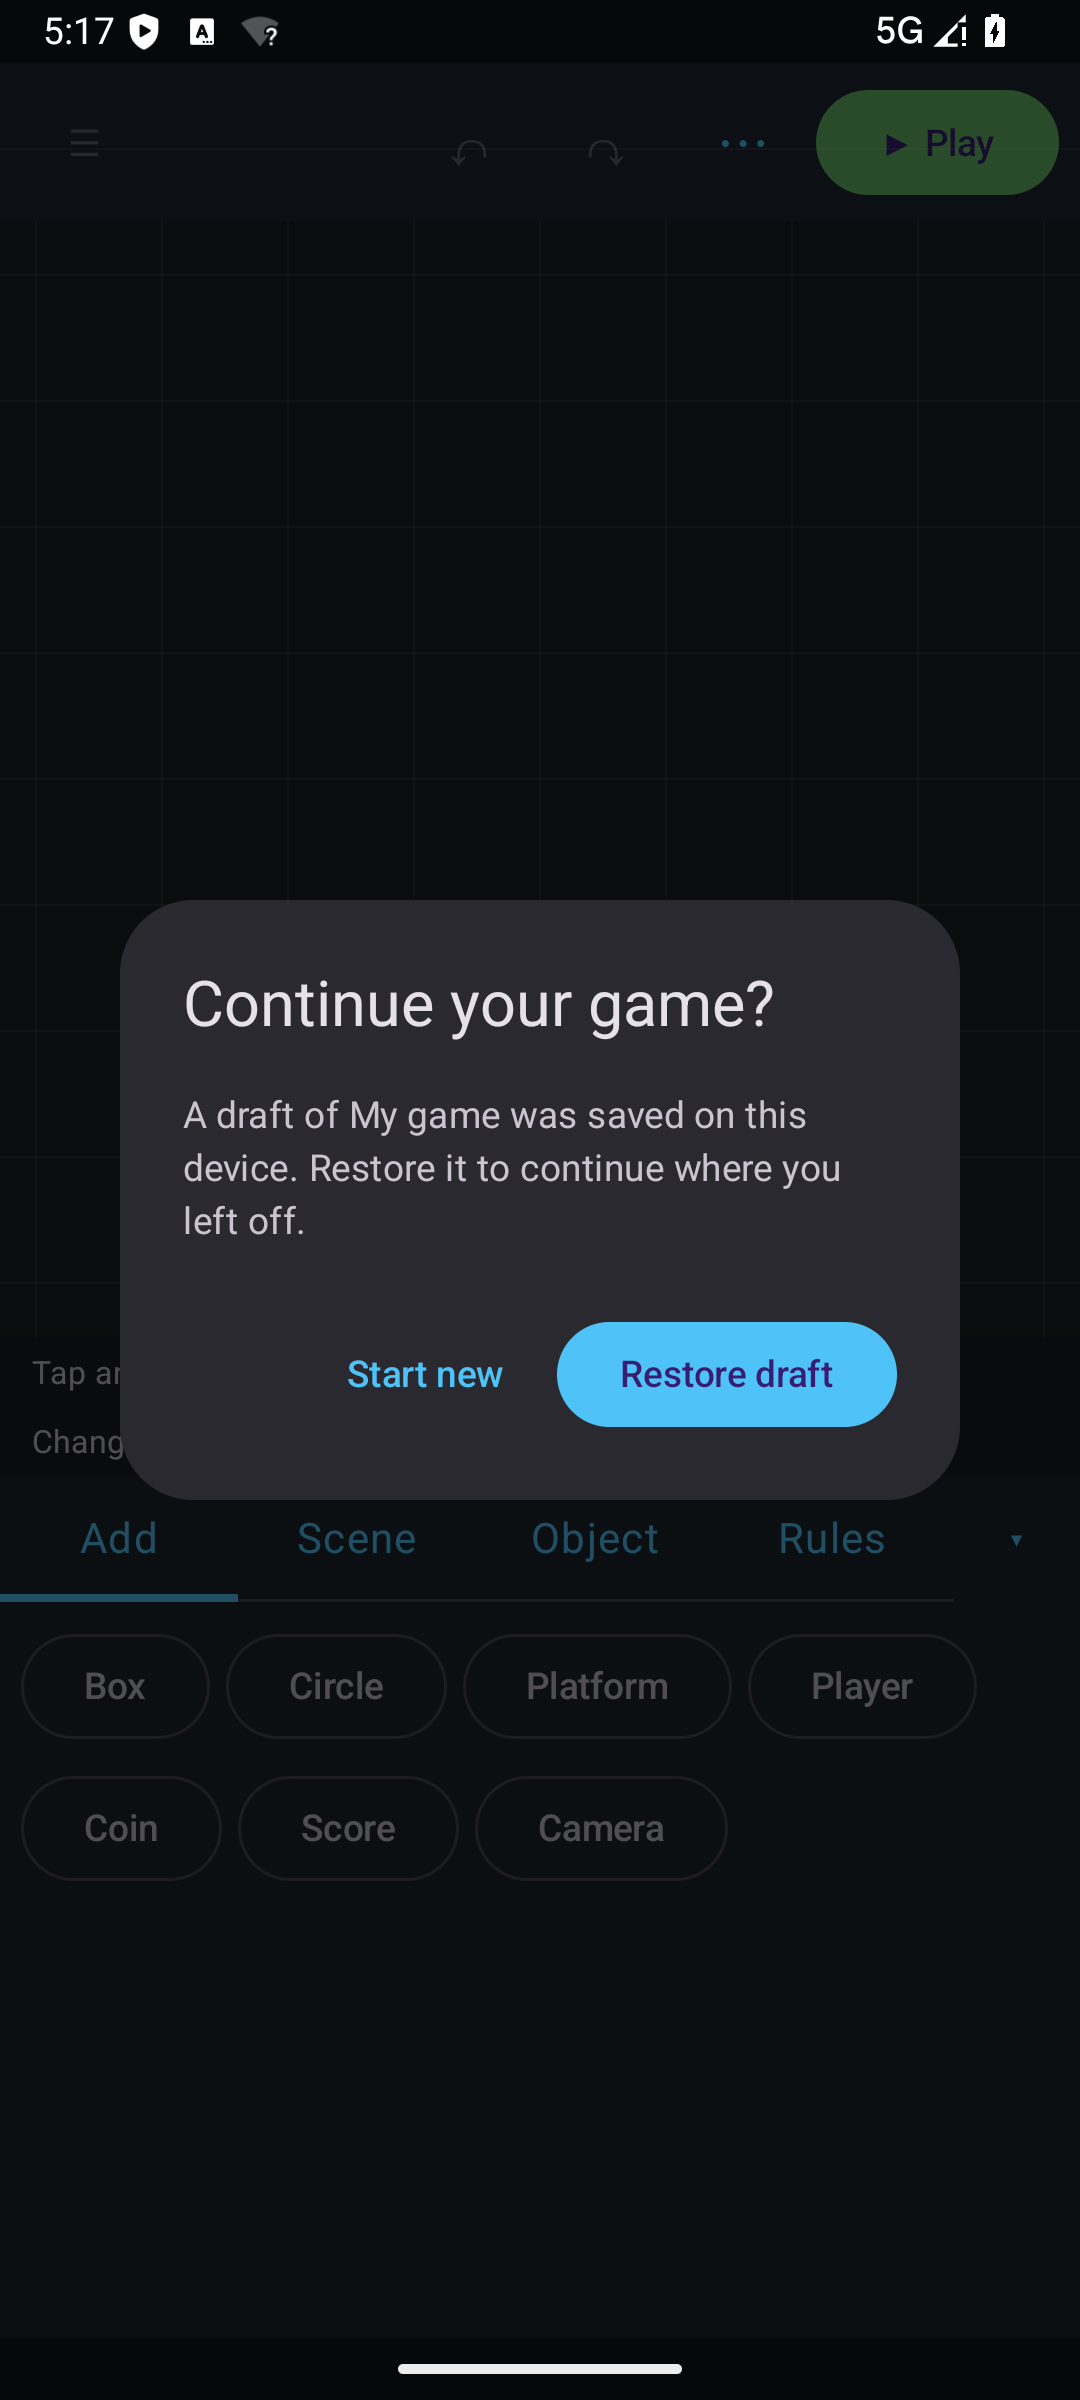 5:17 5G
▶ Play
Continue your game?
A draft of My game was saved on this
device. Restore it to continue where you
left off.
Start new Restore draft
Tap
Chang
Add Scene Object Rules
Box Circle Platform Player
Coin Score Camera